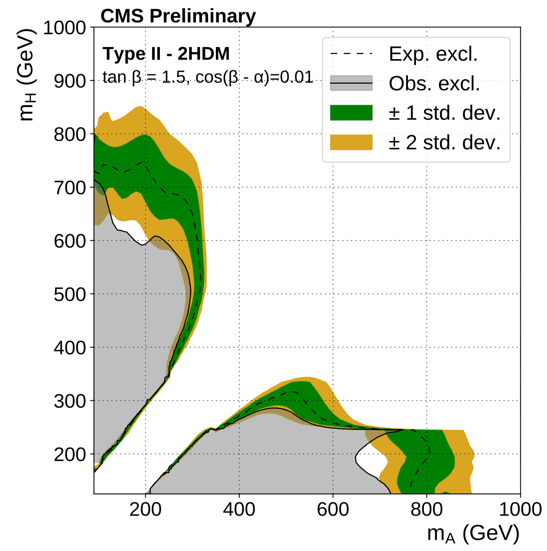 CMS Preliminary
Type II - 2HDM
tan β = 1.5, cos(β - α)=0.01
Exp. excl.
Obs. excl.
± 1 std. dev.
± 2 std. dev.
m_H (GeV)
1000
900
800
700
600
500
400
300
200
200 400 600 800 1000
m_A (GeV)